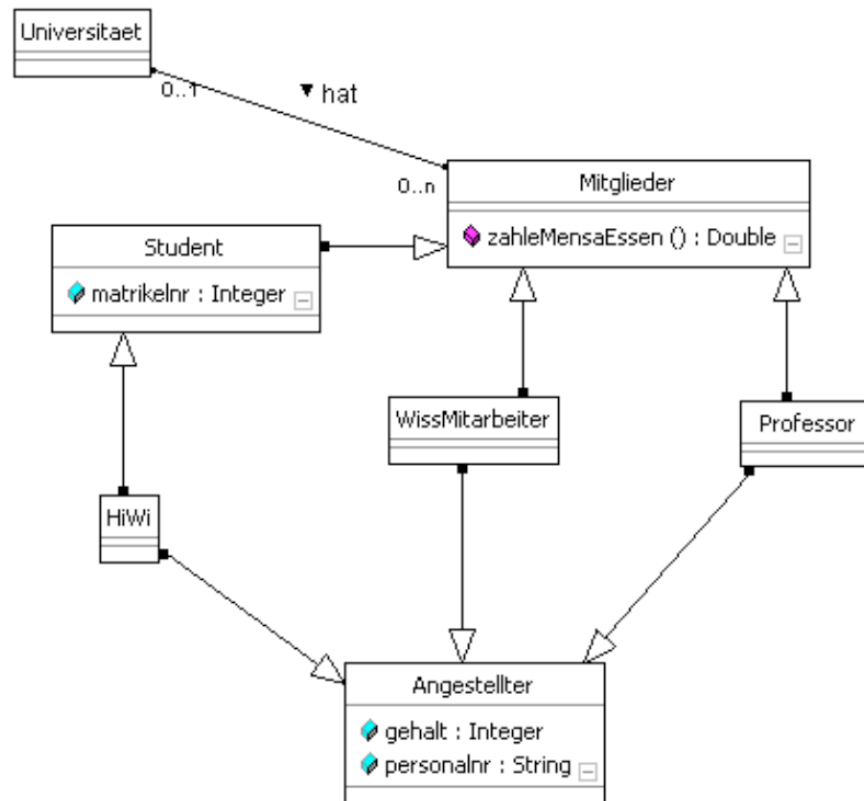 Universitaet
0..1
▼ hat
0..n
Mitglieder
zahleMensaEssen () : Double
Student
matrikelnr : Integer
WissMitarbeiter
Professor
HiWi
Angestellter
gehalt : Integer
personalnr : String